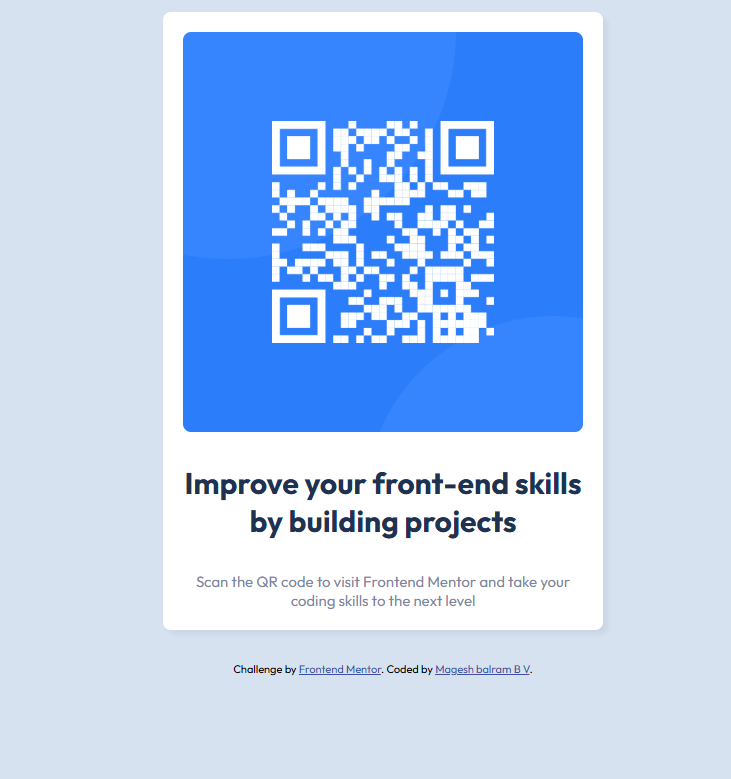 Improve your front-end skills
by building projects
Scan the QR code to visit Frontend Mentor and take your
coding skills to the next level
Challenge by Frontend Mentor. Coded by Magesh balram B V.